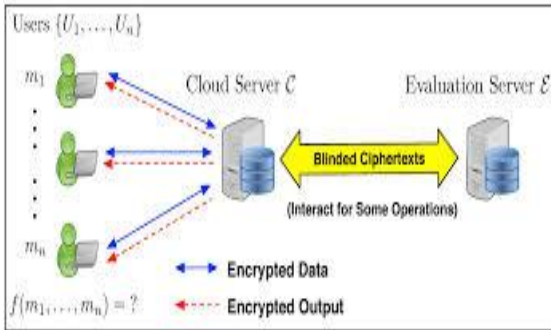 Users {U₁, . . . , Uₙ}
m₁
Cloud Server 𝒞
Evaluation Server ℰ
Blinded Ciphertexts
(Interact for Some Operations)
mₙ
Encrypted Data
f(m₁, . . . , mₙ) = ?
Encrypted Output